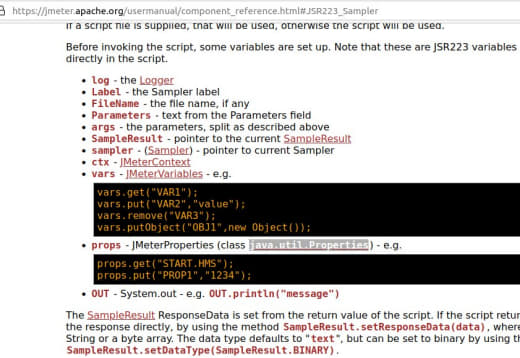 https://jmeter.apache.org/usermanual/component_reference.html#JSR223_Sampler
If a script file is supplied, that will be used, otherwise the script will be used.
Before invoking the script, some variables are set up. Note that these are JSR223 variables
directly in the script.
• log - the Logger
• Label - the Sampler label
• FileName - the file name, if any
• Parameters - text from the Parameters field
• args - the parameters, split as described above
• SampleResult - pointer to the current SampleResult
• sampler - (Sampler) - pointer to current Sampler
• ctx - JMeterContext
• vars - JMeterVariables - e.g.
vars.get("VAR1");
vars.put("VAR2","value");
vars.remove("VAR3");
vars.putObject("OBJ1",new Object());
• props - JMeterProperties (class java.util.Properties) - e.g.
props.get("START.HMS");
props.put("PROP1","1234");
• OUT - System.out - e.g. OUT.println("message")
The SampleResult ResponseData is set from the return value of the script. If the script retur
the response directly, by using the method SampleResult.setResponseData(data), where
String or a byte array. The data type defaults to "text", but can be set to binary by using th
SampleResult.setDataType(SampleResult.BINARY).